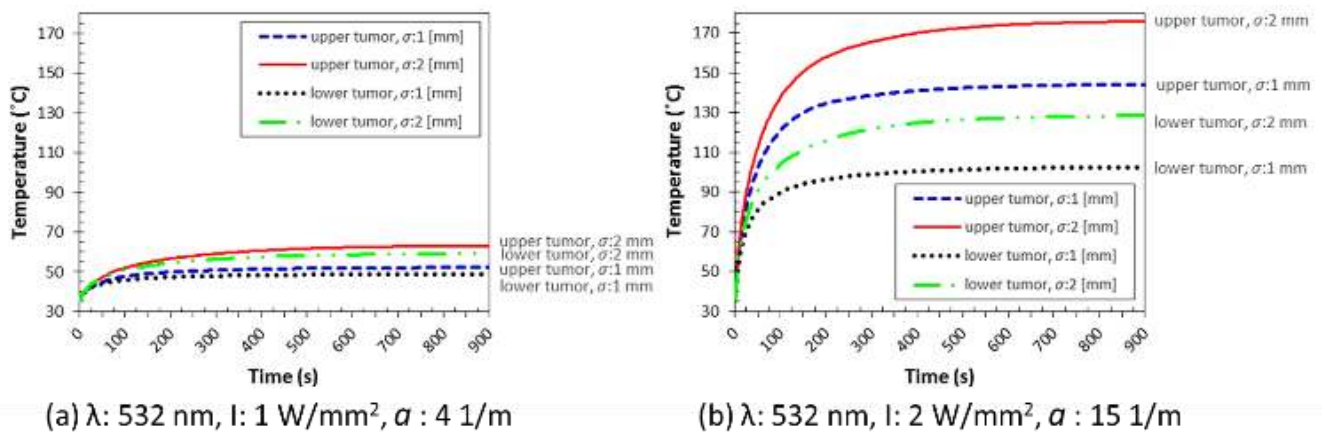 170
150
130
110
90
70
50
30
Temperature (˚C)
upper tumor, σ:1 [mm]
upper tumor, σ:2 [mm]
lower tumor, σ:1 [mm]
lower tumor, σ:2 [mm]
upper tumor, σ:2 mm
lower tumor, σ:2 mm
upper tumor, σ:1 mm
lower tumor, σ:1 mm
0 100 200 300 400 500 600 700 800 900
Time (s)
(a) λ: 532 nm, I: 1 W/mm², a : 4 1/m
170
150
130
110
90
70
50
30
Temperature (˚C)
upper tumor, σ:2 mm
upper tumor, σ:1 mm
lower tumor, σ:2 mm
lower tumor, σ:1 mm
upper tumor, σ:1 [mm]
upper tumor, σ:2 [mm]
lower tumor, σ:1 [mm]
lower tumor, σ:2 [mm]
0 100 200 300 400 500 600 700 800 900
Time (s)
(b) λ: 532 nm, I: 2 W/mm², a : 15 1/m